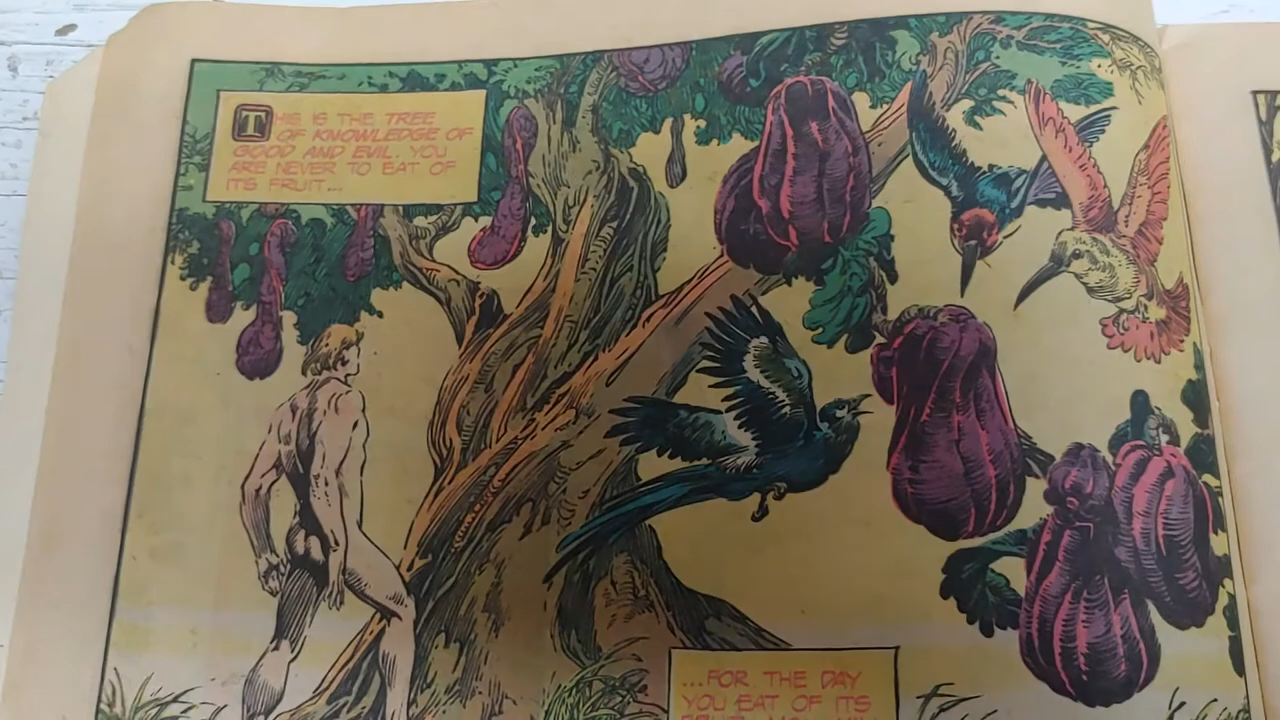 THIS IS THE TREE
OF KNOWLEDGE OF
GOOD AND EVIL. YOU
ARE NEVER TO EAT OF
ITS FRUIT...
...FOR THE DAY
YOU EAT OF ITS